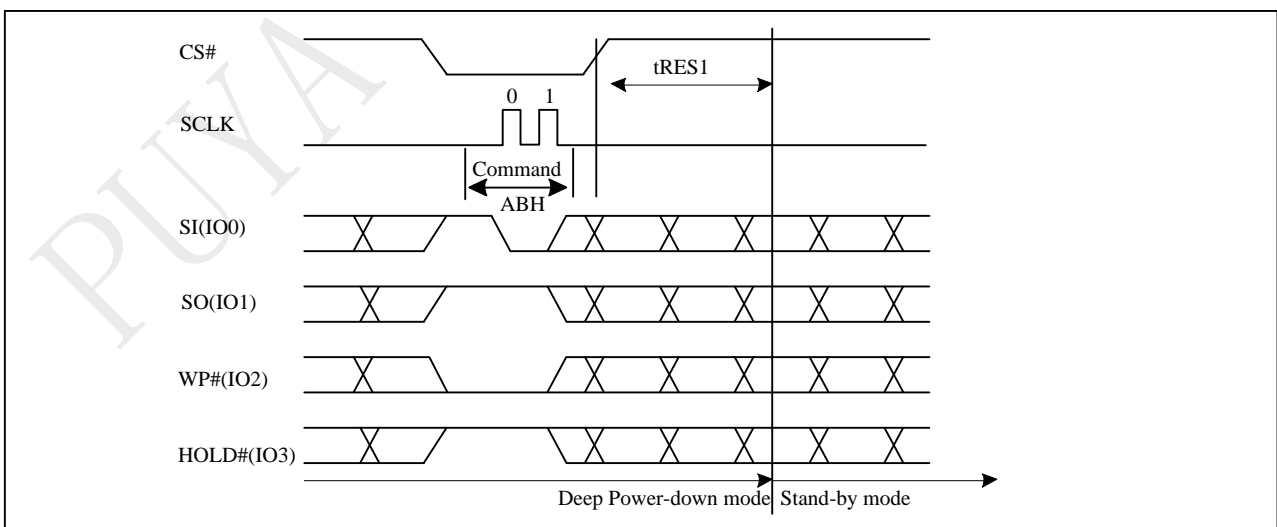 CS#
tRES1
0 1
SCLK
Command
ABH
SI(IO0)
SO(IO1)
WP#(IO2)
HOLD#(IO3)
Deep Power-down mode Stand-by mode
PUYA